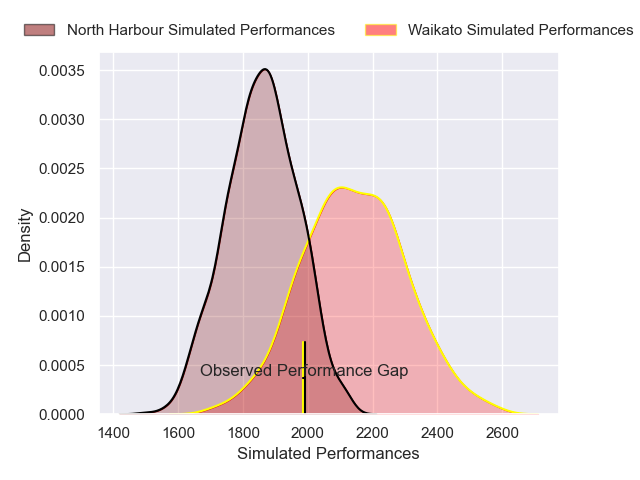 North Harbour Simulated Performances
Waikato Simulated Performances
0.0035
0.0030
0.0025
0.0020
0.0015
0.0010
0.0005
0.0000
Density
Observed Performance Gap
1400 1600 1800 2000 2200 2400 2600
Simulated Performances